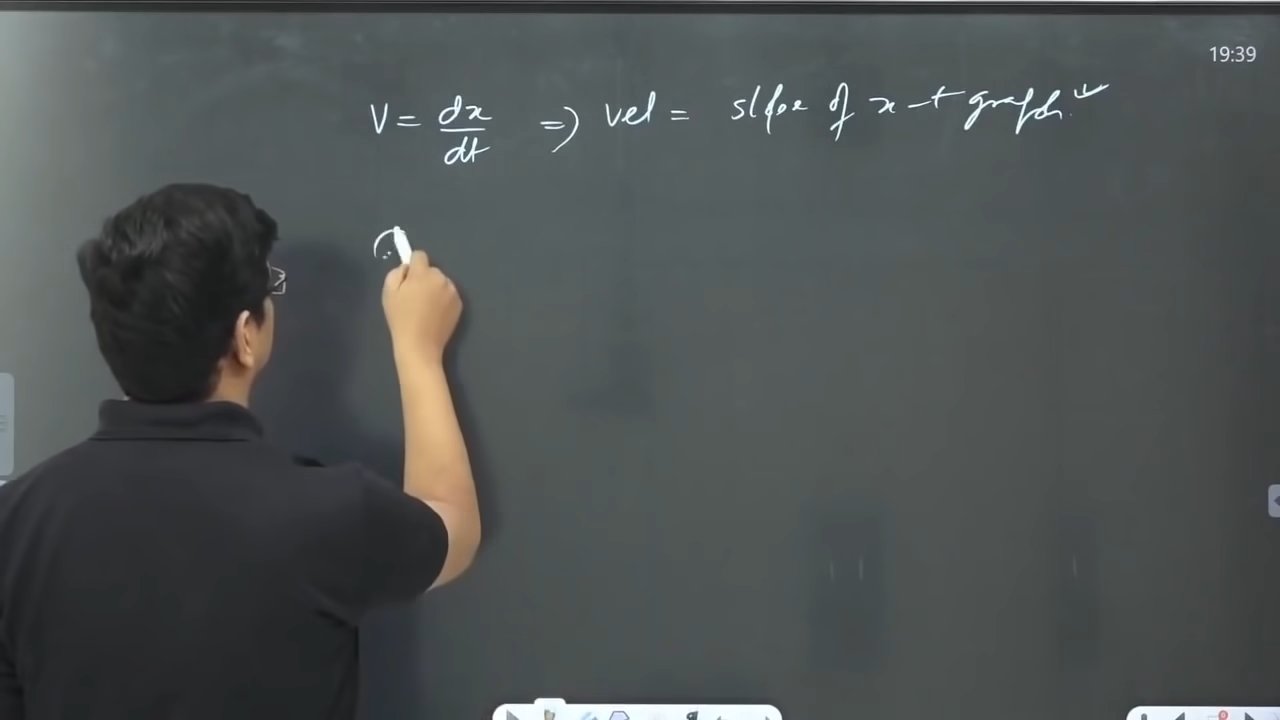 19:39
V = dx/dt => vel = slope of x-t graph